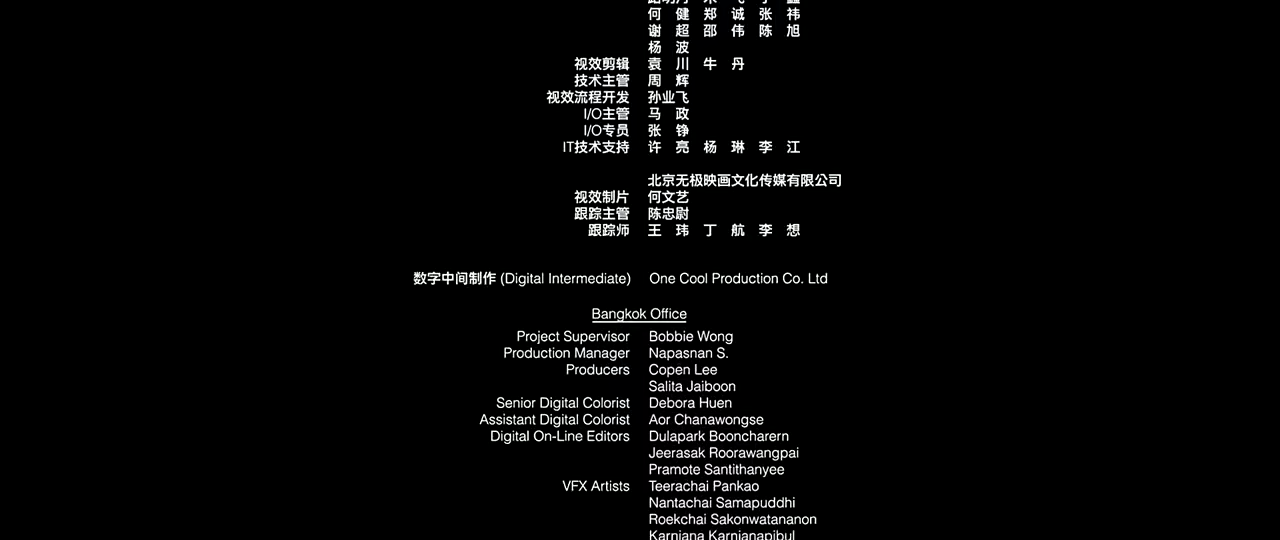 何 健 郑 诚 张 祎
谢 超 邵 伟 陈 旭
杨 波
视效剪辑 袁 川 牛 丹
技术主管 周 辉
视效流程开发 孙业飞
I/O主管 马 政
I/O专员 张 铮
IT技术支持 许 亮 杨 琳 李 江
北京无极映画文化传媒有限公司
视效制片 何文艺
跟踪主管 陈忠尉
跟踪师 王 玮 丁 航 李 想
数字中间制作 (Digital Intermediate) One Cool Production Co. Ltd
Bangkok Office
Project Supervisor Bobbie Wong
Production Manager Napasnan S.
Producers Copen Lee
Salita Jaiboon
Senior Digital Colorist Debora Huen
Assistant Digital Colorist Aor Chanawongse
Digital On-Line Editors Dulapark Booncharern
Jeerasak Roorawangpai
Pramote Santithanyee
VFX Artists Teerachai Pankao
Nantachai Samapuddhi
Roekchai Sakonwatananon
Karniana Karnianapibul